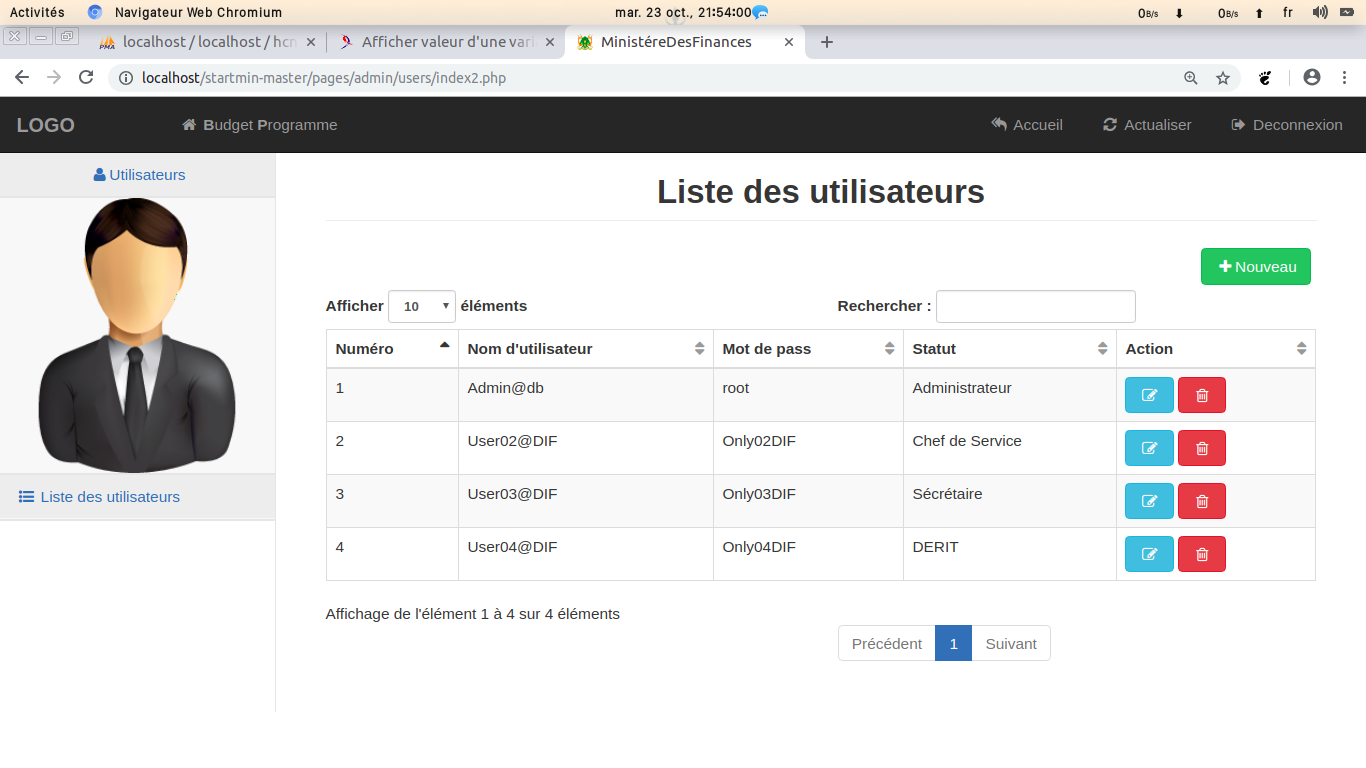 Activités Navigateur Web Chromium mar. 23 oct., 21:54:00 0B/s 0B/s fr
localhost / localhost / hcn Afficher valeur d'une vari MinistéreDesFinances
localhost/startmin-master/pages/admin/users/index2.php
LOGO Budget Programme Accueil Actualiser Deconnexion
Utilisateurs
Liste des utilisateurs
Liste des utilisateurs
Nouveau
Afficher 10 éléments Rechercher :
Numéro Nom d'utilisateur Mot de pass Statut Action
1 Admin@db root Administrateur
2 User02@DIF Only02DIF Chef de Service
3 User03@DIF Only03DIF Sécrétaire
4 User04@DIF Only04DIF DERIT
Affichage de l'élément 1 à 4 sur 4 éléments
Précédent 1 Suivant